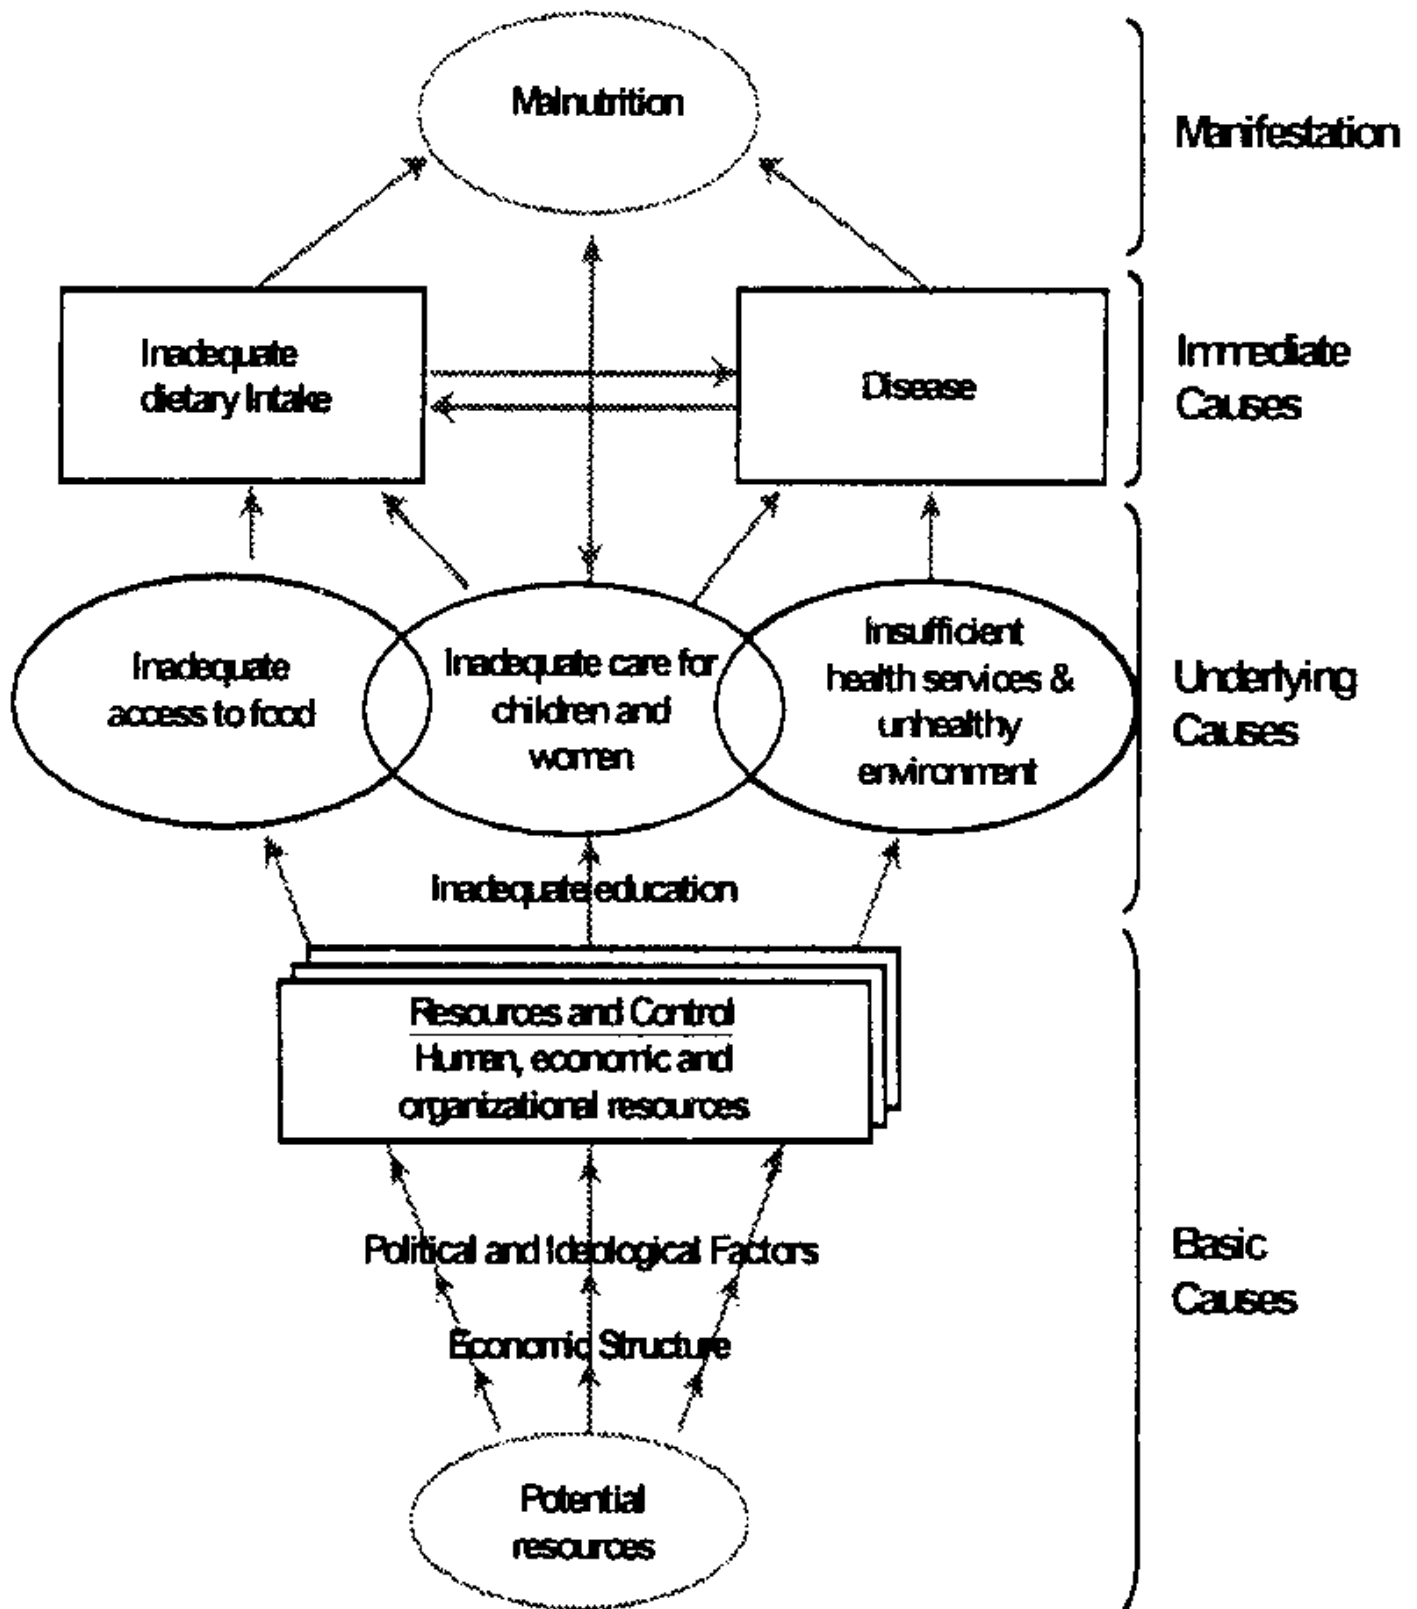 Malnutrition
Manifestation
Inadequate
dietary Intake
Disease
Immediate
Causes
Inadequate
access to food
Inadequate care for
children and
women
Insufficient
health services &
unhealthy
environment
Underlying
Causes
Inadequate education
Resources and Control
Human, economic and
organizational resources
Political and Ideological Factors
Economic Structure
Basic
Causes
Potential
resources